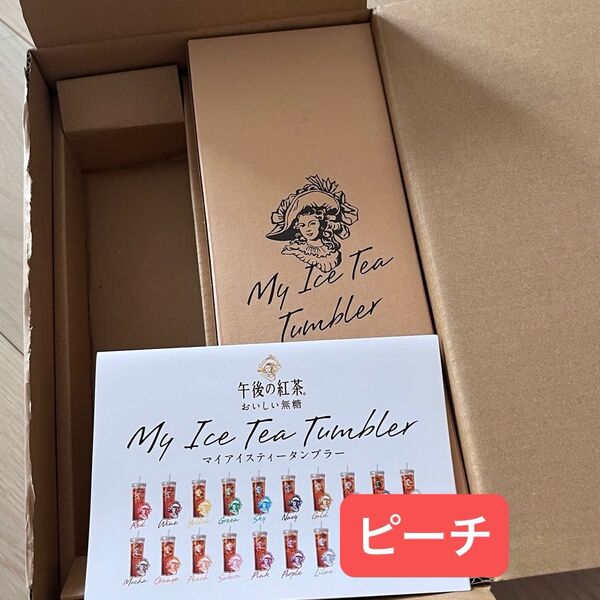 My Ice Tea
Tumbler
午後の紅茶®
おいしい無糖
My Ice Tea Tumbler
マイアイスティータンブラー
Red Wine Yellow Green Sky Navy Gold
Mocha Orange Peach Sakura Pink Purple Lilac
ピーチ